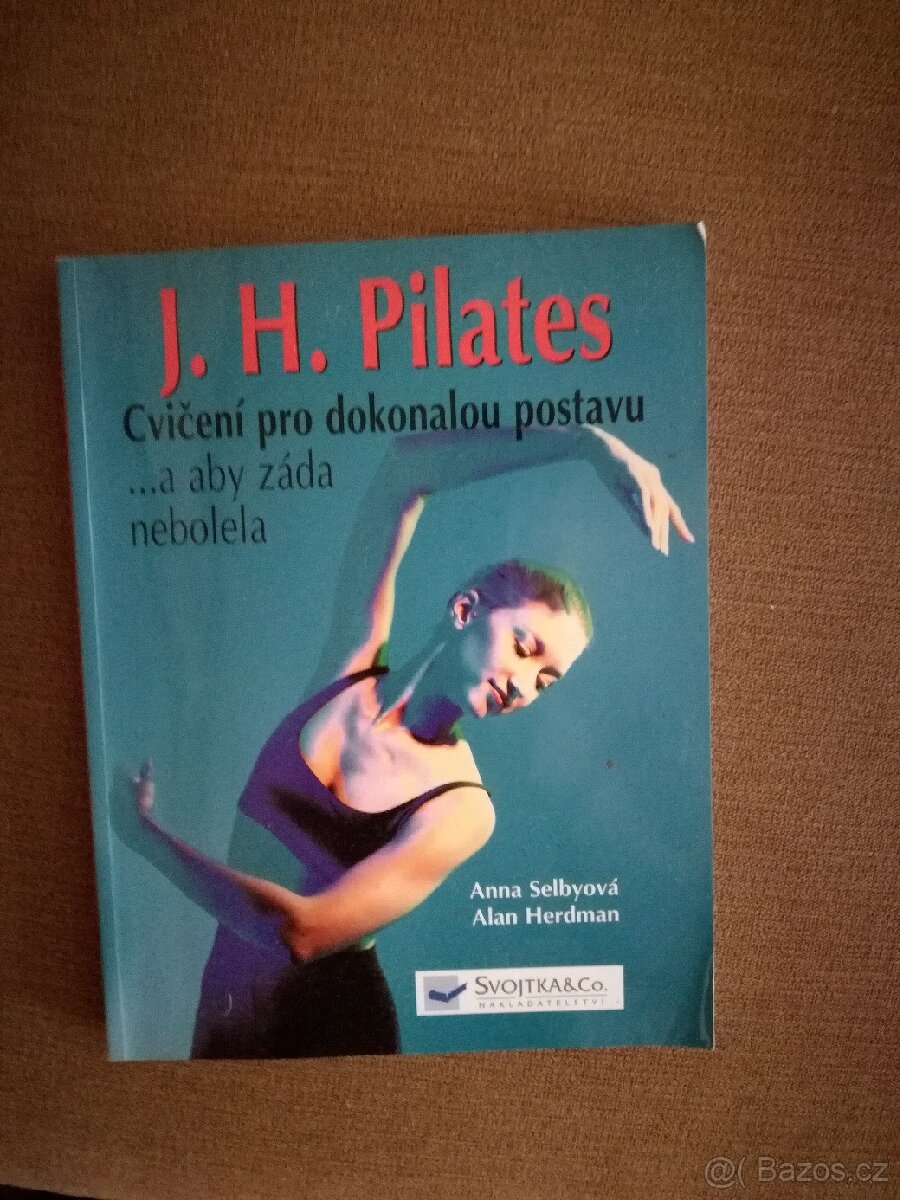 J. H. Pilates
Cvičení pro dokonalou postavu
...a aby záda
nebolela
Anna Selbyová
Alan Herdman
SVOJTKA&CO.
NAKLADATELSTVÍ
@( Bazos.cz